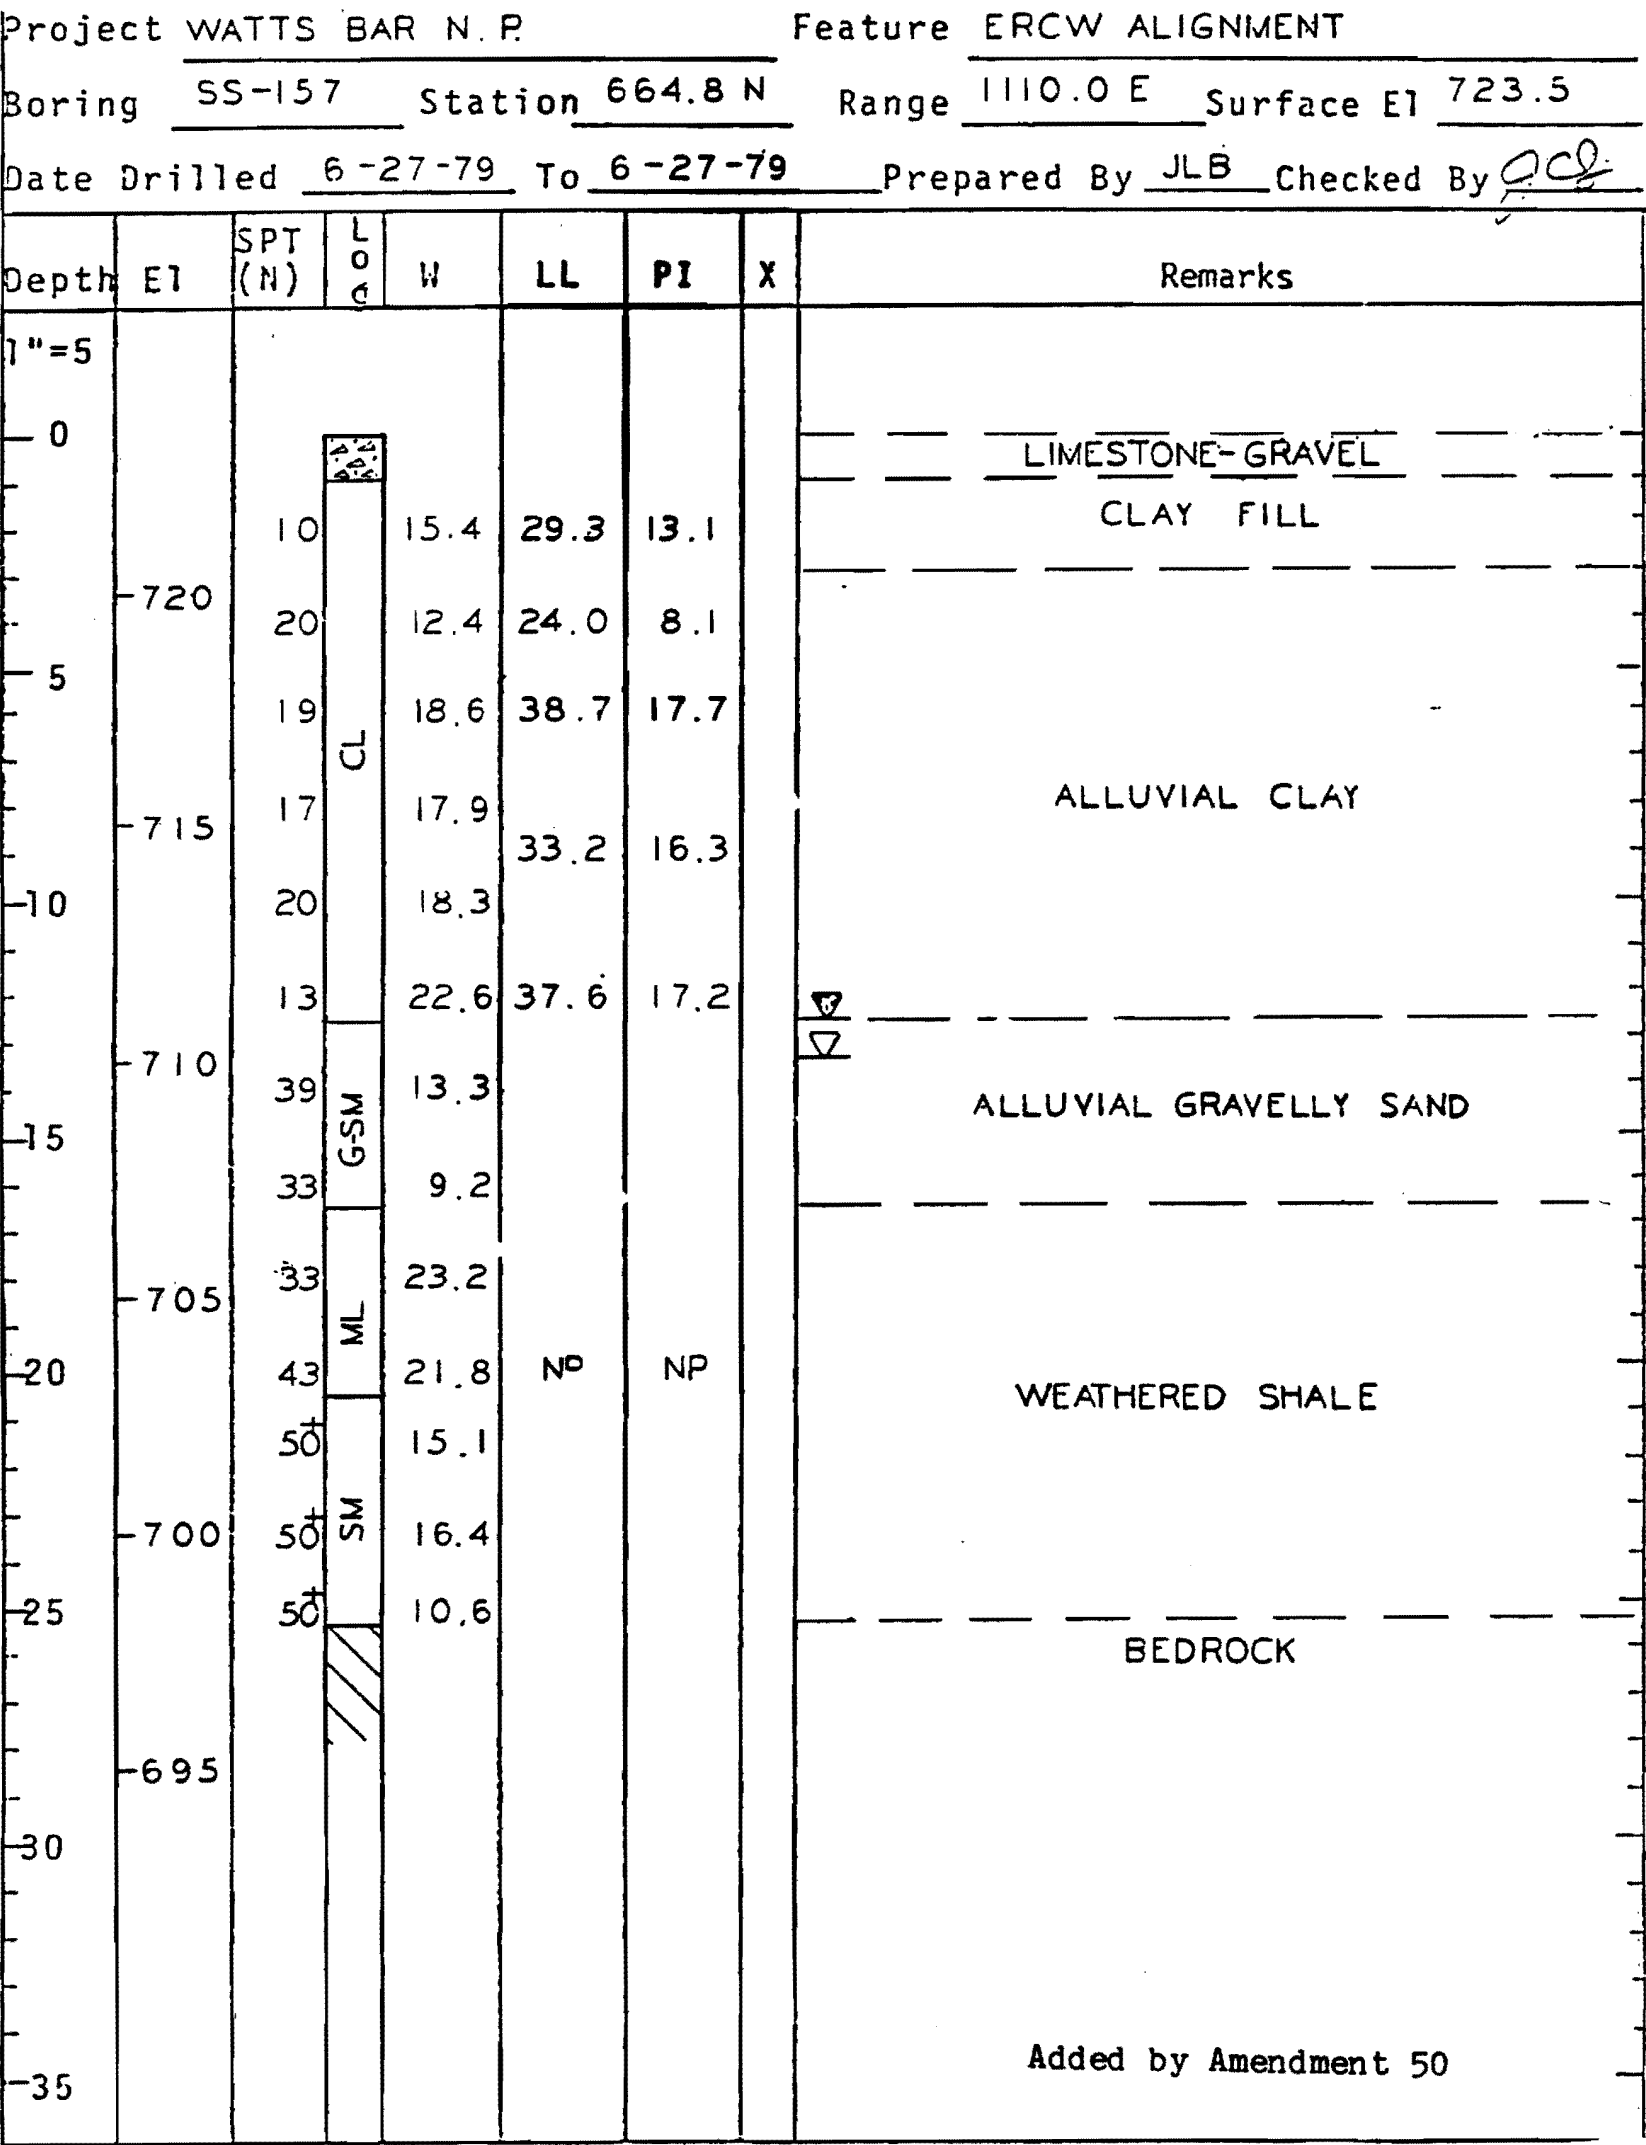 Project WATTS BAR N. P. Feature ERCW ALIGNMENT
Boring SS-157 Station 664.8 N Range 1110.0 E Surface El 723.5
Date Drilled 6-27-79 To 6-27-79 Prepared By JLB Checked By
Depth El SPT (N) LOG W LL PI X Remarks
1"=5
0
LIMESTONE-GRAVEL
CLAY FILL
10 15.4 29.3 13.1
720
20 12.4 24.0 8.1
5
19 18.6 38.7 17.7
CL
ALLUVIAL CLAY
17 17.9
715
33.2 16.3
10 20 18.3
13 22.6 37.6 17.2
710
39 13.3
G-SM
ALLUVIAL GRAVELLY SAND
15
33 9.2
33 23.2
705
ML
20 43 21.8 NP NP
WEATHERED SHALE
50+ 15.1
SM
700 50+ 16.4
25 50+ 10.6
BEDROCK
695
30
Added by Amendment 50
35